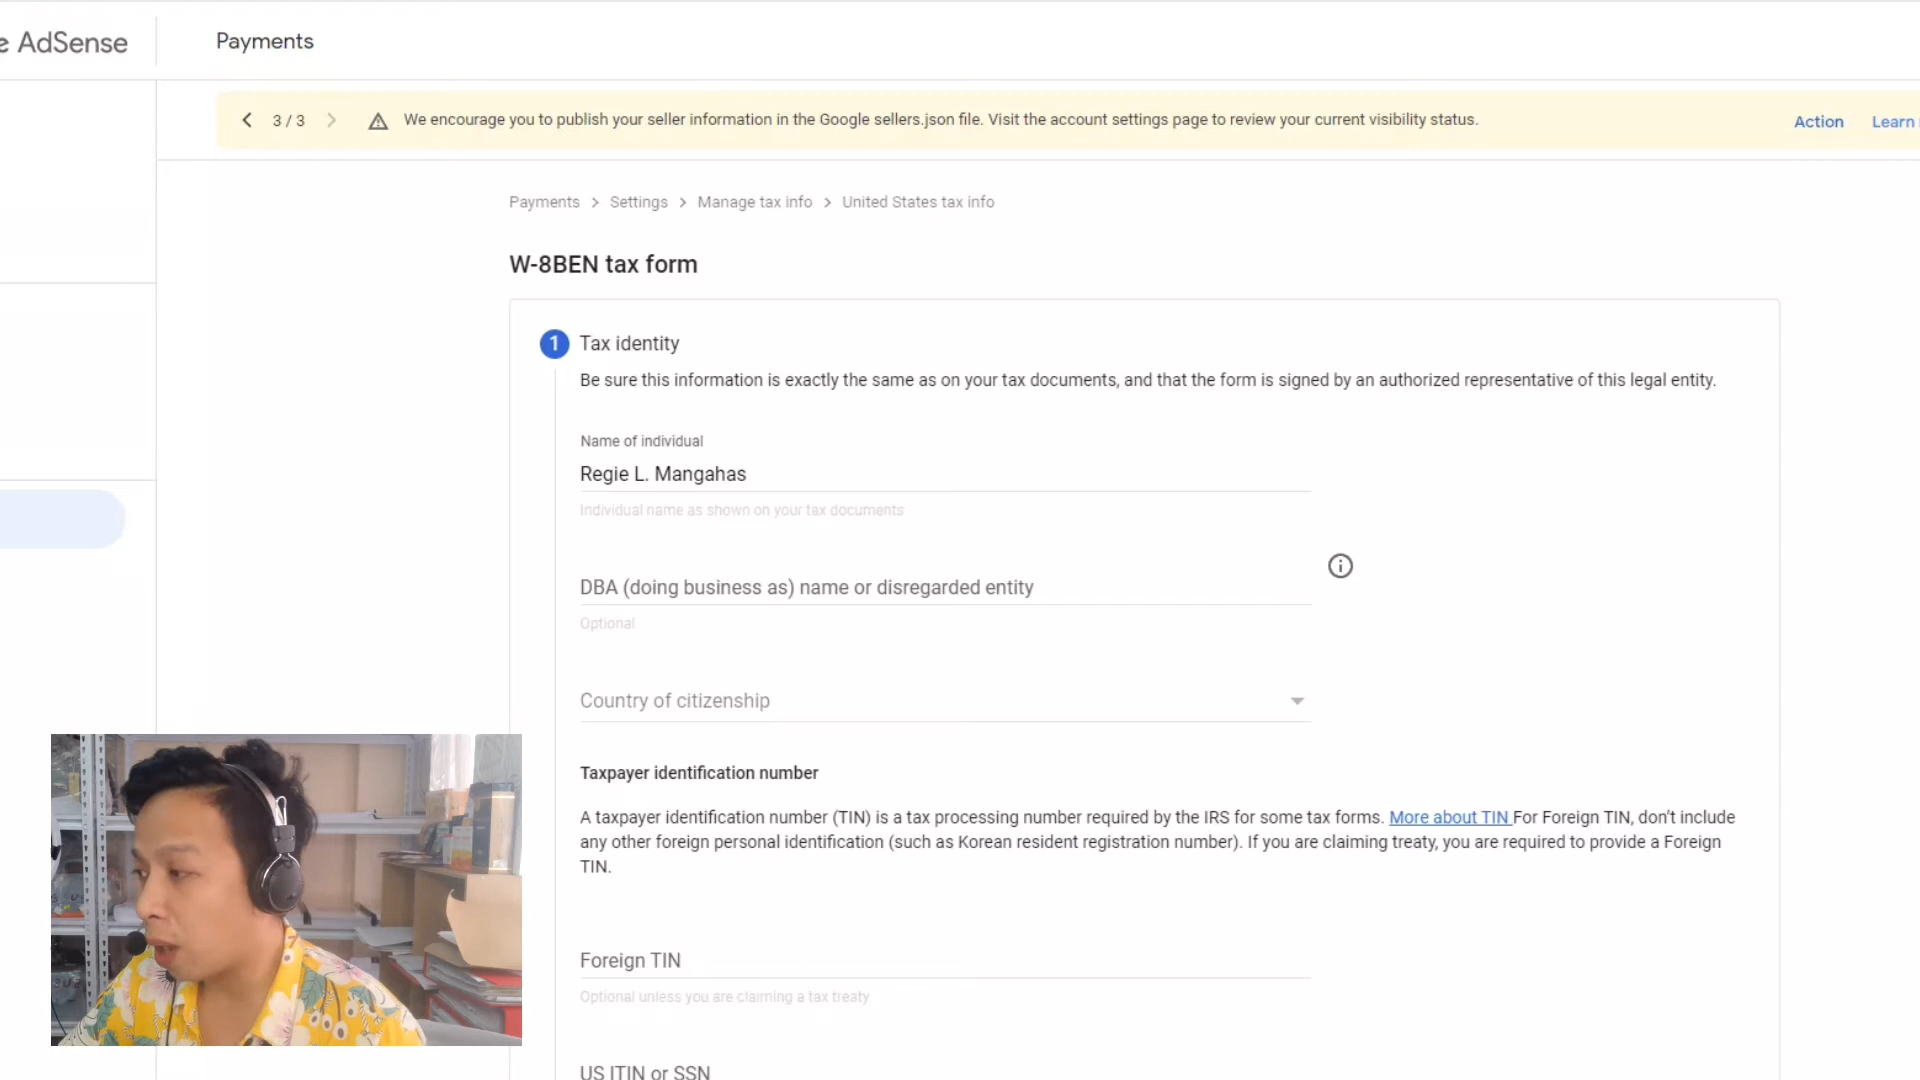 AdSense
Payments
3 / 3
We encourage you to publish your seller information in the Google sellers.json file. Visit the account settings page to review your current visibility status.
Action
Learn
Payments > Settings > Manage tax info > United States tax info
W-8BEN tax form
1 Tax identity
Be sure this information is exactly the same as on your tax documents, and that the form is signed by an authorized representative of this legal entity.
Name of individual
Regie L. Mangahas
Individual name as shown on your tax documents
DBA (doing business as) name or disregarded entity
Optional
Country of citizenship
Taxpayer identification number
A taxpayer identification number (TIN) is a tax processing number required by the IRS for some tax forms. More about TIN For Foreign TIN, don't include
any other foreign personal identification (such as Korean resident registration number). If you are claiming treaty, you are required to provide a Foreign
TIN.
Foreign TIN
Optional unless you are claiming a tax treaty
US ITIN or SSN